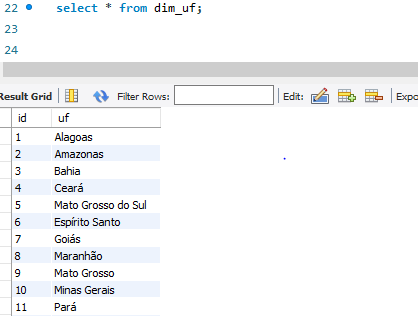 22 select * from dim_uf;
23
24
Result Grid Filter Rows: Edit: Expo
id uf
1 Alagoas
2 Amazonas
3 Bahia
4 Ceará
5 Mato Grosso do Sul
6 Espírito Santo
7 Goiás
8 Maranhão
9 Mato Grosso
10 Minas Gerais
11 Pará